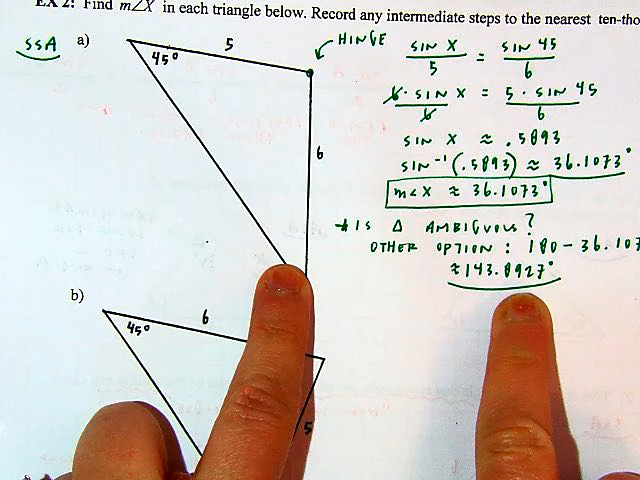 EX 2: Find m∠X in each triangle below. Record any intermediate steps to the nearest ten-tho
SSA a)
45°
5
6
HINGE
SIN X / 5 = SIN 45 / 6
6 · SIN X / 6 = 5 · SIN 45 / 6
SIN X ≈ .5893
SIN⁻¹(.5893) ≈ 36.1073°
m∠X ≈ 36.1073°
* IS Δ AMBIGUOUS?
OTHER OPTION: 180 - 36.107
≈ 143.8927°
b)
45°
6
5